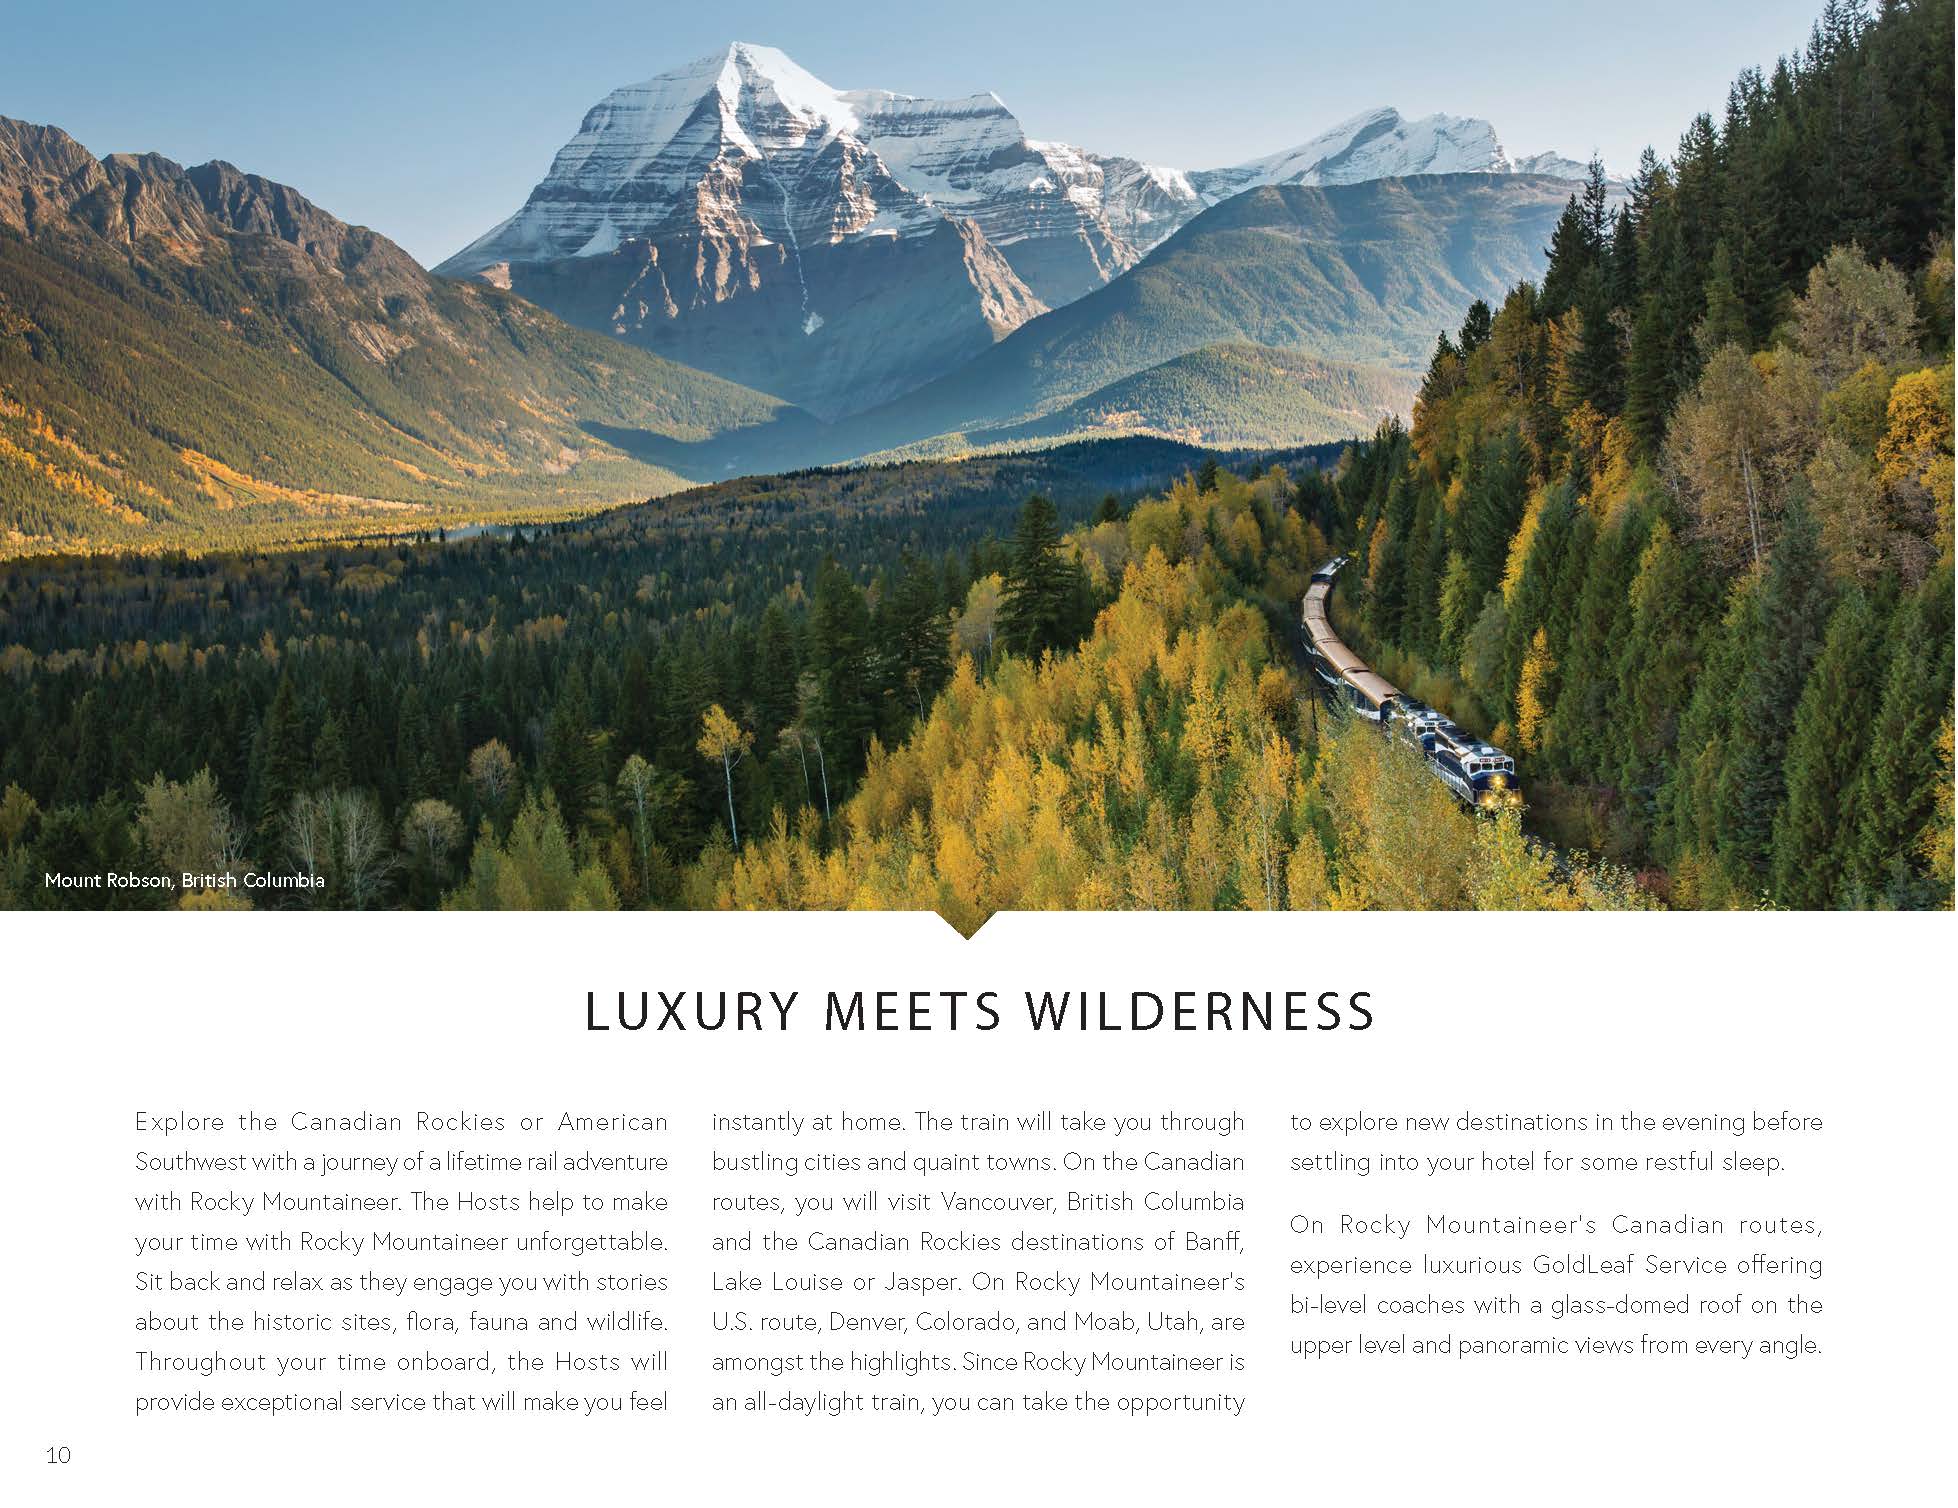 Mount Robson, British Columbia
LUXURY MEETS WILDERNESS
Explore the Canadian Rockies or American
Southwest with a journey of a lifetime rail adventure
with Rocky Mountaineer. The Hosts help to make
your time with Rocky Mountaineer unforgettable.
Sit back and relax as they engage you with stories
about the historic sites, flora, fauna and wildlife.
Throughout your time onboard, the Hosts will
provide exceptional service that will make you feel
instantly at home. The train will take you through
bustling cities and quaint towns. On the Canadian
routes, you will visit Vancouver, British Columbia
and the Canadian Rockies destinations of Banff,
Lake Louise or Jasper. On Rocky Mountaineer's
U.S. route, Denver, Colorado, and Moab, Utah, are
amongst the highlights. Since Rocky Mountaineer is
an all-daylight train, you can take the opportunity
to explore new destinations in the evening before
settling into your hotel for some restful sleep.
On Rocky Mountaineer's Canadian routes,
experience luxurious GoldLeaf Service offering
bi-level coaches with a glass-domed roof on the
upper level and panoramic views from every angle.
10